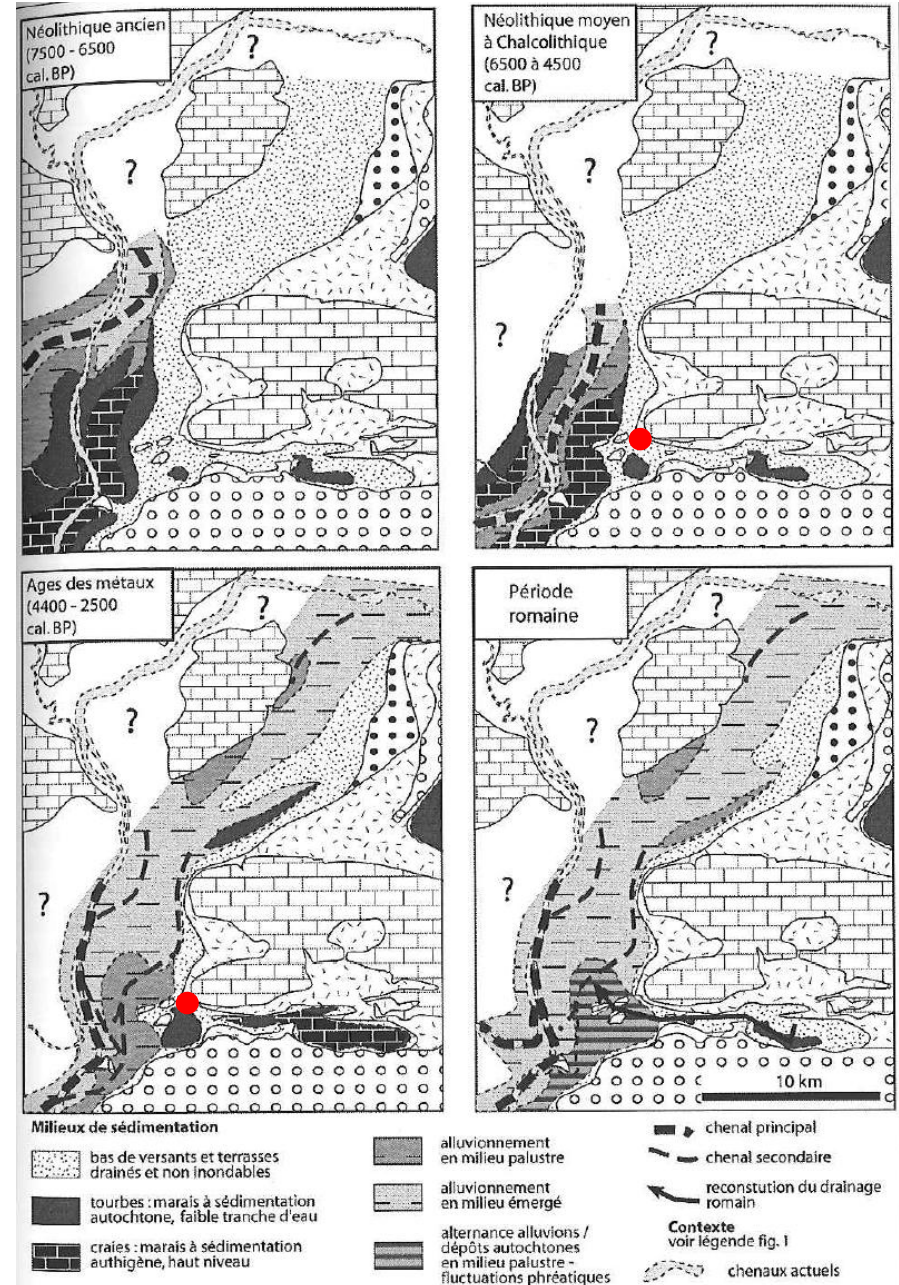 Néolithique ancien
(7500 - 6500
cal. BP)
?
?
Néolithique moyen
à Chalcolithique
(6500 à 4500
cal. BP)
?
?
?
Ages des métaux
(4400 - 2500
cal. BP)
?
?
?
Période
romaine
?
?
?
10 km
Milieux de sédimentation
bas de versants et terrasses
drainés et non inondables
tourbes : marais à sédimentation
autochtone, faible tranche d'eau
craies : marais à sédimentation
authigène, haut niveau
alluvionnement
en milieu palustre
alluvionnement
en milieu émergé
alternance alluvions /
dépôts autochtones
en milieu palustre -
fluctuations phréatiques
chenal principal
chenal secondaire
reconstution du drainage
romain
Contexte
voir légende fig. 1
chenaux actuels